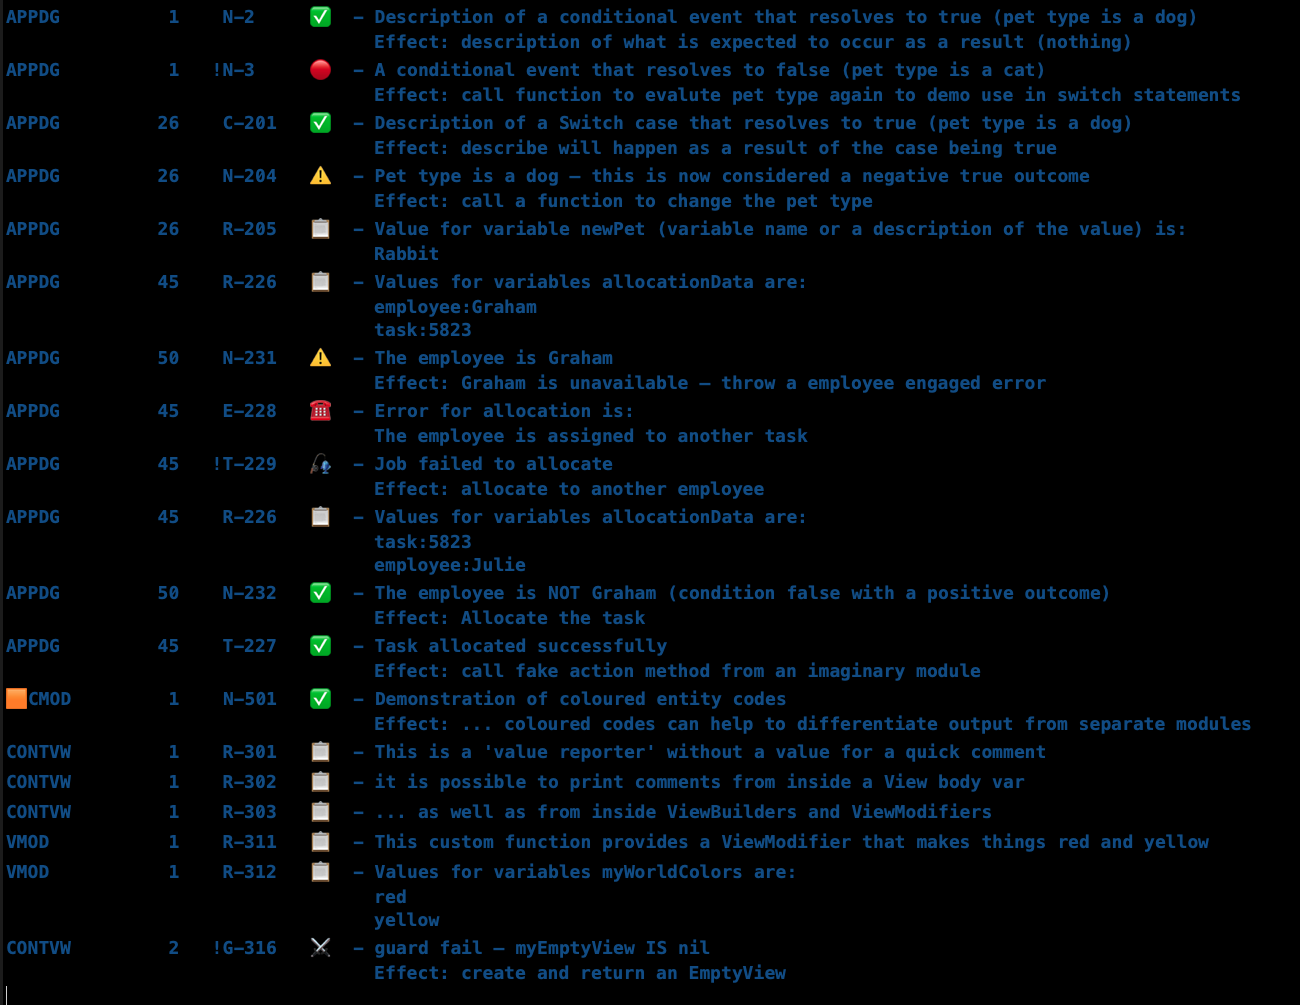 APPDG 1 N-2 ✅ – Description of a conditional event that resolves to true (pet type is a dog)
Effect: description of what is expected to occur as a result (nothing)
APPDG 1 !N-3 🔴 – A conditional event that resolves to false (pet type is a cat)
Effect: call function to evalute pet type again to demo use in switch statements
APPDG 26 C-201 ✅ – Description of a Switch case that resolves to true (pet type is a dog)
Effect: describe will happen as a result of the case being true
APPDG 26 N-204 ⚠️ – Pet type is a dog – this is now considered a negative true outcome
Effect: call a function to change the pet type
APPDG 26 R-205 📋 – Value for variable newPet (variable name or a description of the value) is:
Rabbit
APPDG 45 R-226 📋 – Values for variables allocationData are:
employee:Graham
task:5823
APPDG 50 N-231 ⚠️ – The employee is Graham
Effect: Graham is unavailable – throw a employee engaged error
APPDG 45 E-228 ☎️ – Error for allocation is:
The employee is assigned to another task
APPDG 45 !T-229 🎣 – Job failed to allocate
Effect: allocate to another employee
APPDG 45 R-226 📋 – Values for variables allocationData are:
task:5823
employee:Julie
APPDG 50 N-232 ✅ – The employee is NOT Graham (condition false with a positive outcome)
Effect: Allocate the task
APPDG 45 T-227 ✅ – Task allocated successfully
Effect: call fake action method from an imaginary module
🟧CMOD 1 N-501 ✅ – Demonstration of coloured entity codes
Effect: ... coloured codes can help to differentiate output from separate modules
CONTVW 1 R-301 📋 – This is a 'value reporter' without a value for a quick comment
CONTVW 1 R-302 📋 – it is possible to print comments from inside a View body var
CONTVW 1 R-303 📋 – ... as well as from inside ViewBuilders and ViewModifiers
VMOD 1 R-311 📋 – This custom function provides a ViewModifier that makes things red and yellow
VMOD 1 R-312 📋 – Values for variables myWorldColors are:
red
yellow
CONTVW 2 !G-316 ⚔️ – guard fail – myEmptyView IS nil
Effect: create and return an EmptyView